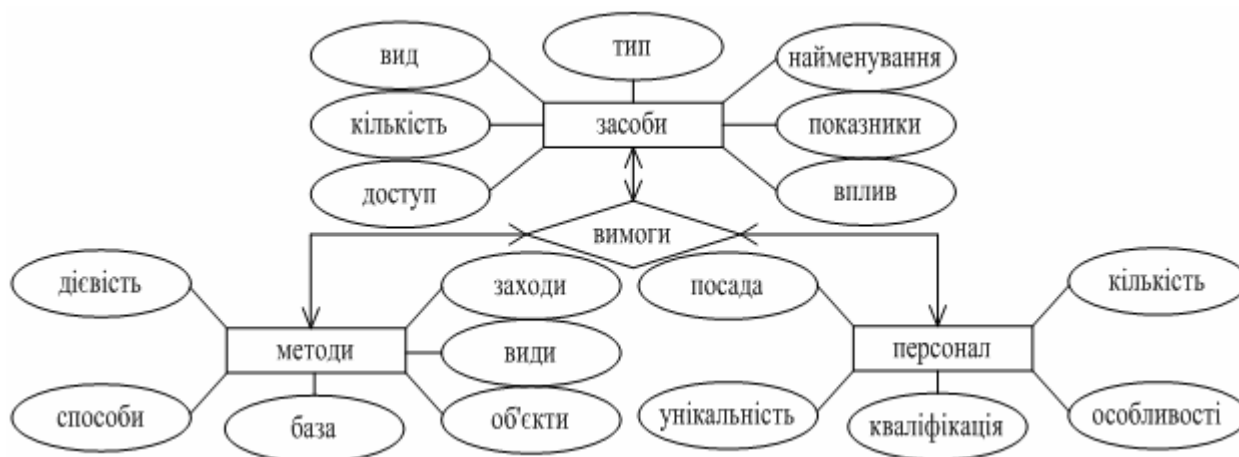 вид
тип
найменування
кількість
засоби
показники
доступ
вплив
вимоги
дієвість
заходи
посада
кількість
методи
види
персонал
способи
база
об'єкти
унікальність
кваліфікація
особливості